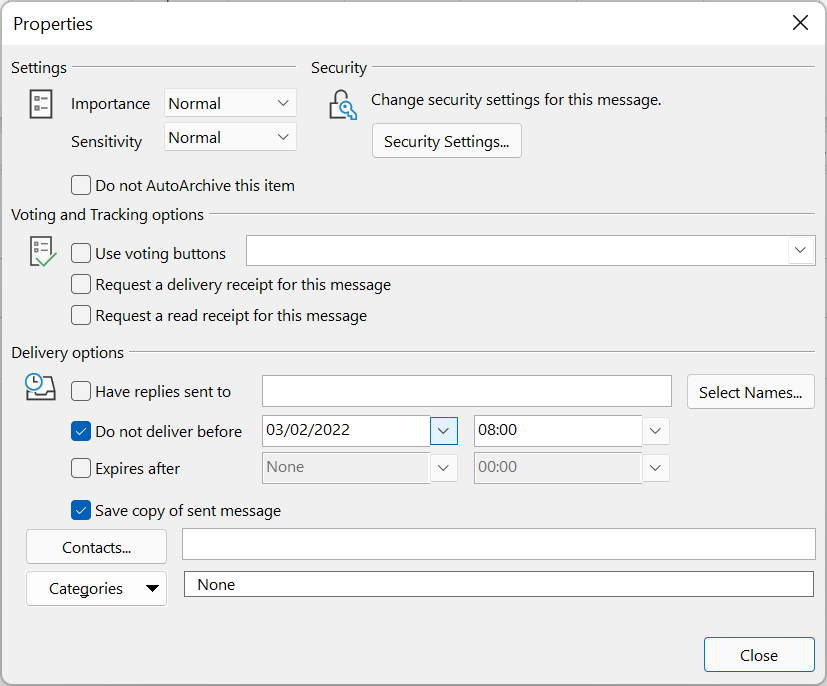 Properties
Settings
Security
Importance Normal
Change security settings for this message.
Sensitivity Normal
Security Settings...
Do not AutoArchive this item
Voting and Tracking options
Use voting buttons
Request a delivery receipt for this message
Request a read receipt for this message
Delivery options
Have replies sent to
Select Names...
Do not deliver before 03/02/2022 08:00
Expires after None 00:00
Save copy of sent message
Contacts...
Categories None
Close